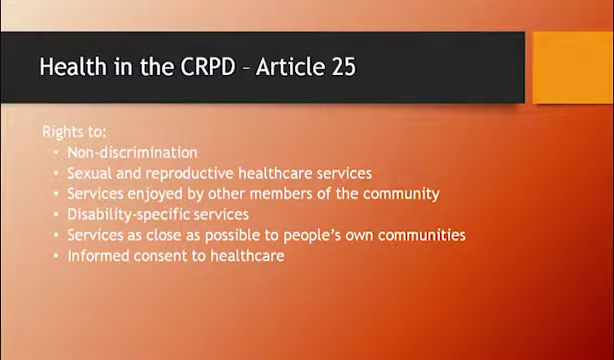 Health in the CRPD – Article 25
Rights to:
• Non-discrimination
• Sexual and reproductive healthcare services
• Services enjoyed by other members of the community
• Disability-specific services
• Services as close as possible to people’s own communities
• Informed consent to healthcare